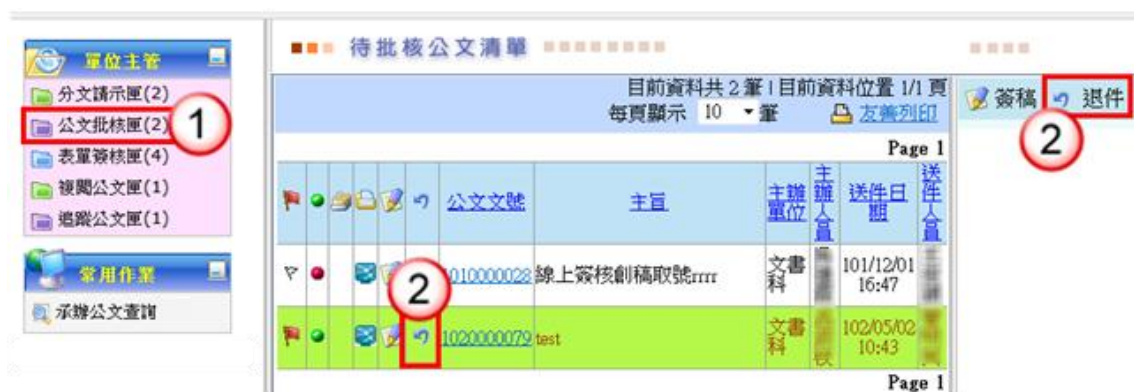 單位主管
分文請示匣(2)
公文批核匣(2)
1
表單簽核匣(4)
複閱公文匣(1)
追蹤公文匣(1)
常用作業
承辦公文查詢
待批核公文清單
目前資料共 2 筆 | 目前資料位置 1/1 頁
每頁顯示 10 筆 友善列印
Page 1
公文文號 主旨 主辦單位 主辦人員 送件日期 送件人員
1010000028 線上簽核創稿取號rrrr 文書科 101/12/01 16:47
2
1020000079 test 文書科 102/05/02 10:43
Page 1
簽稿 退件
2